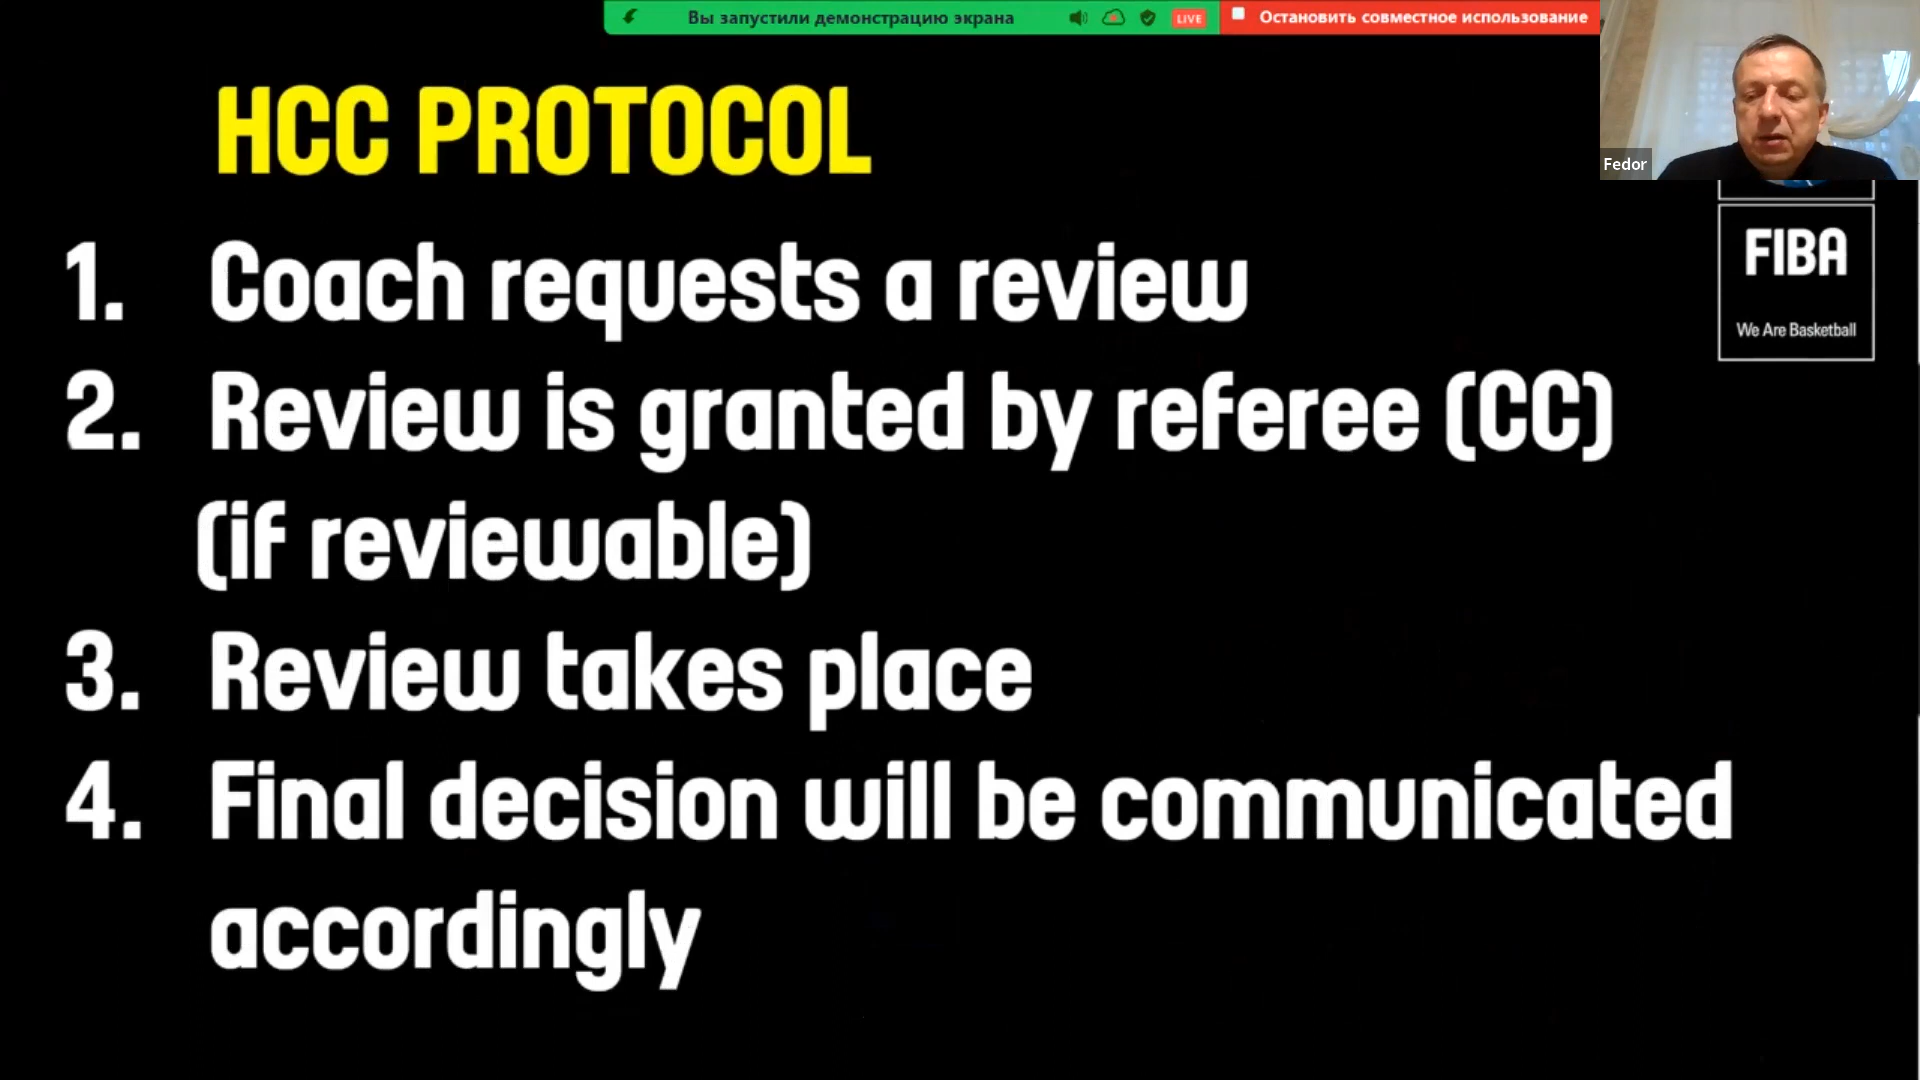 Вы запустили демонстрацию экрана
LIVE
Остановить совместное использование
Fedor
HCC PROTOCOL
FIBA
We Are Basketball
1. Coach requests a review
2. Review is granted by referee (CC)
(if reviewable)
3. Review takes place
4. Final decision will be communicated
accordingly